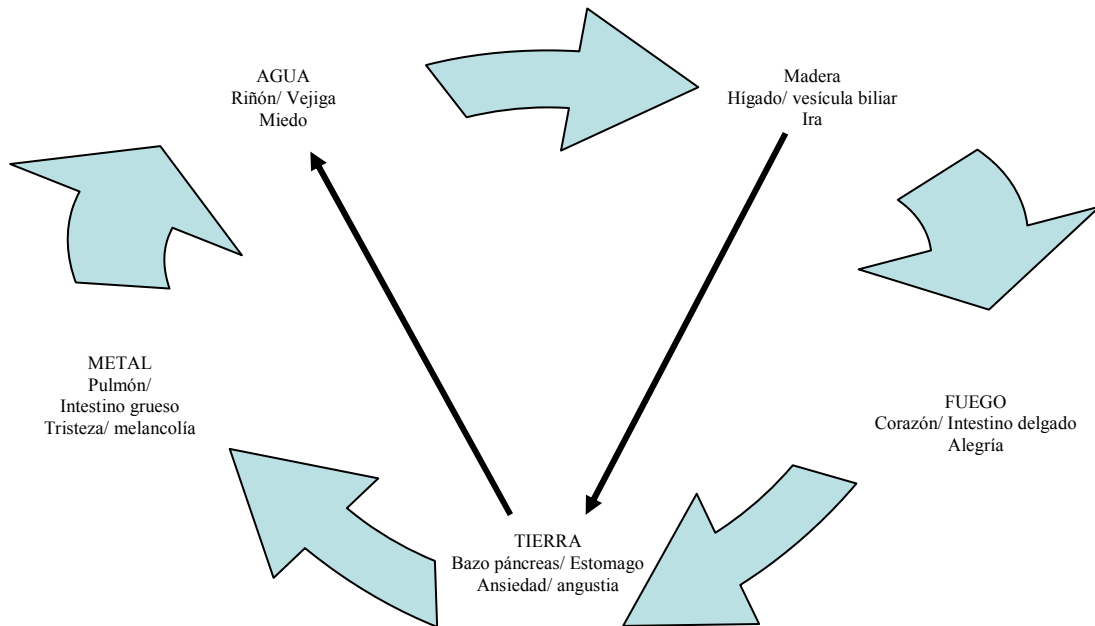 AGUA
Riñón/ Vejiga
Miedo
Madera
Hígado/ vesícula biliar
Ira
METAL
Pulmón/
Intestino grueso
Tristeza/ melancolía
FUEGO
Corazón/ Intestino delgado
Alegría
TIERRA
Bazo páncreas/ Estomago
Ansiedad/ angustia